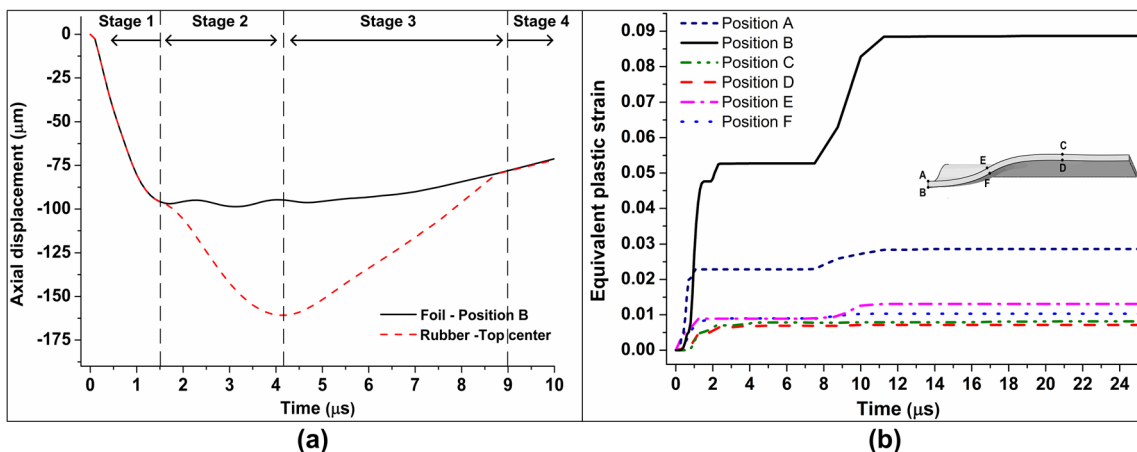 Stage 1
Stage 2
Stage 3
Stage 4
0
-25
-50
-75
-100
-125
-150
-175
Axial displacement (μm)
Foil - Position B
Rubber -Top center
0 1 2 3 4 5 6 7 8 9 10
Time (μs)
(a)
0.09
0.08
0.07
0.06
0.05
0.04
0.03
0.02
0.01
0.00
Equivalent plastic strain
Position A
Position B
Position C
Position D
Position E
Position F
C
E
D
A
F
B
0 2 4 6 8 10 12 14 16 18 20 22 24
Time (μs)
(b)